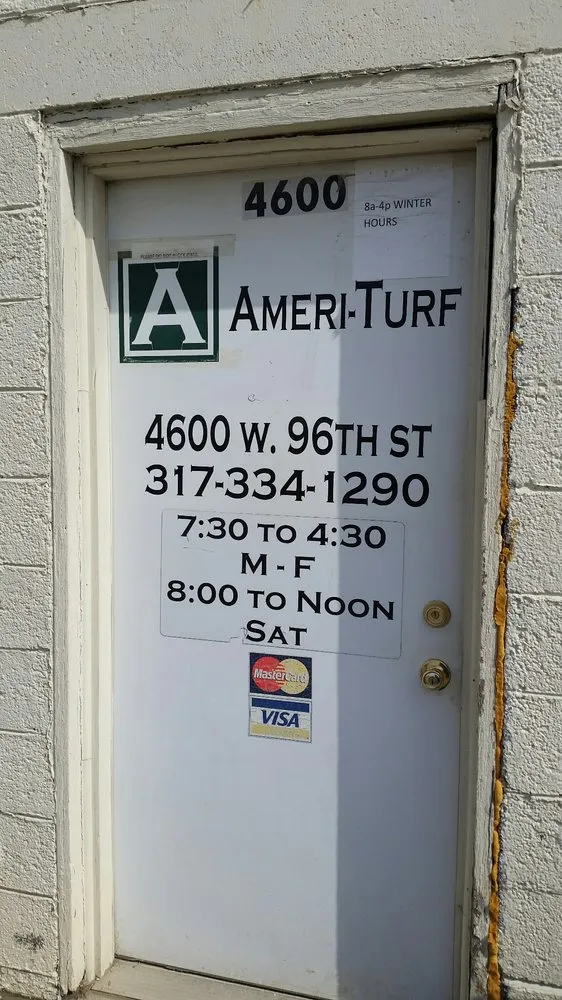 4600
8a-4p WINTER
HOURS
A
AMERI-TURF
4600 W. 96TH ST
317-334-1290
7:30 TO 4:30
M - F
8:00 TO NOON
SAT
MasterCard
VISA